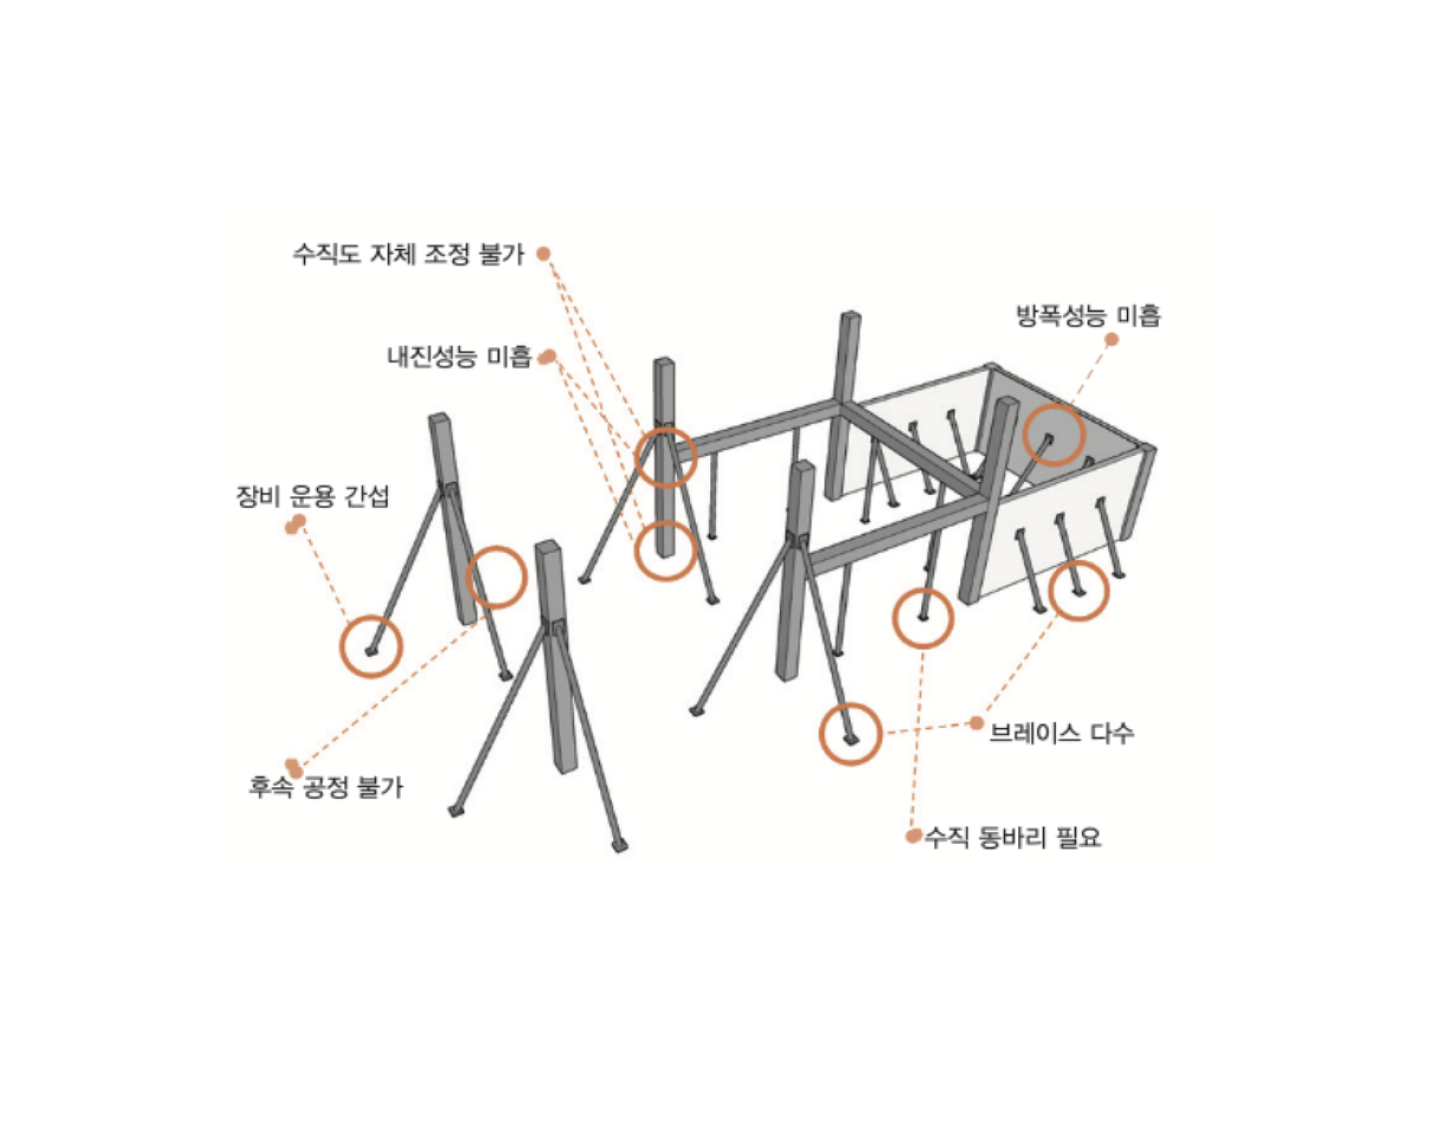 수직도 자체 조정 불가
방폭성능 미흡
내진성능 미흡
장비 운용 간섭
브레이스 다수
후속 공정 불가
수직 동바리 필요